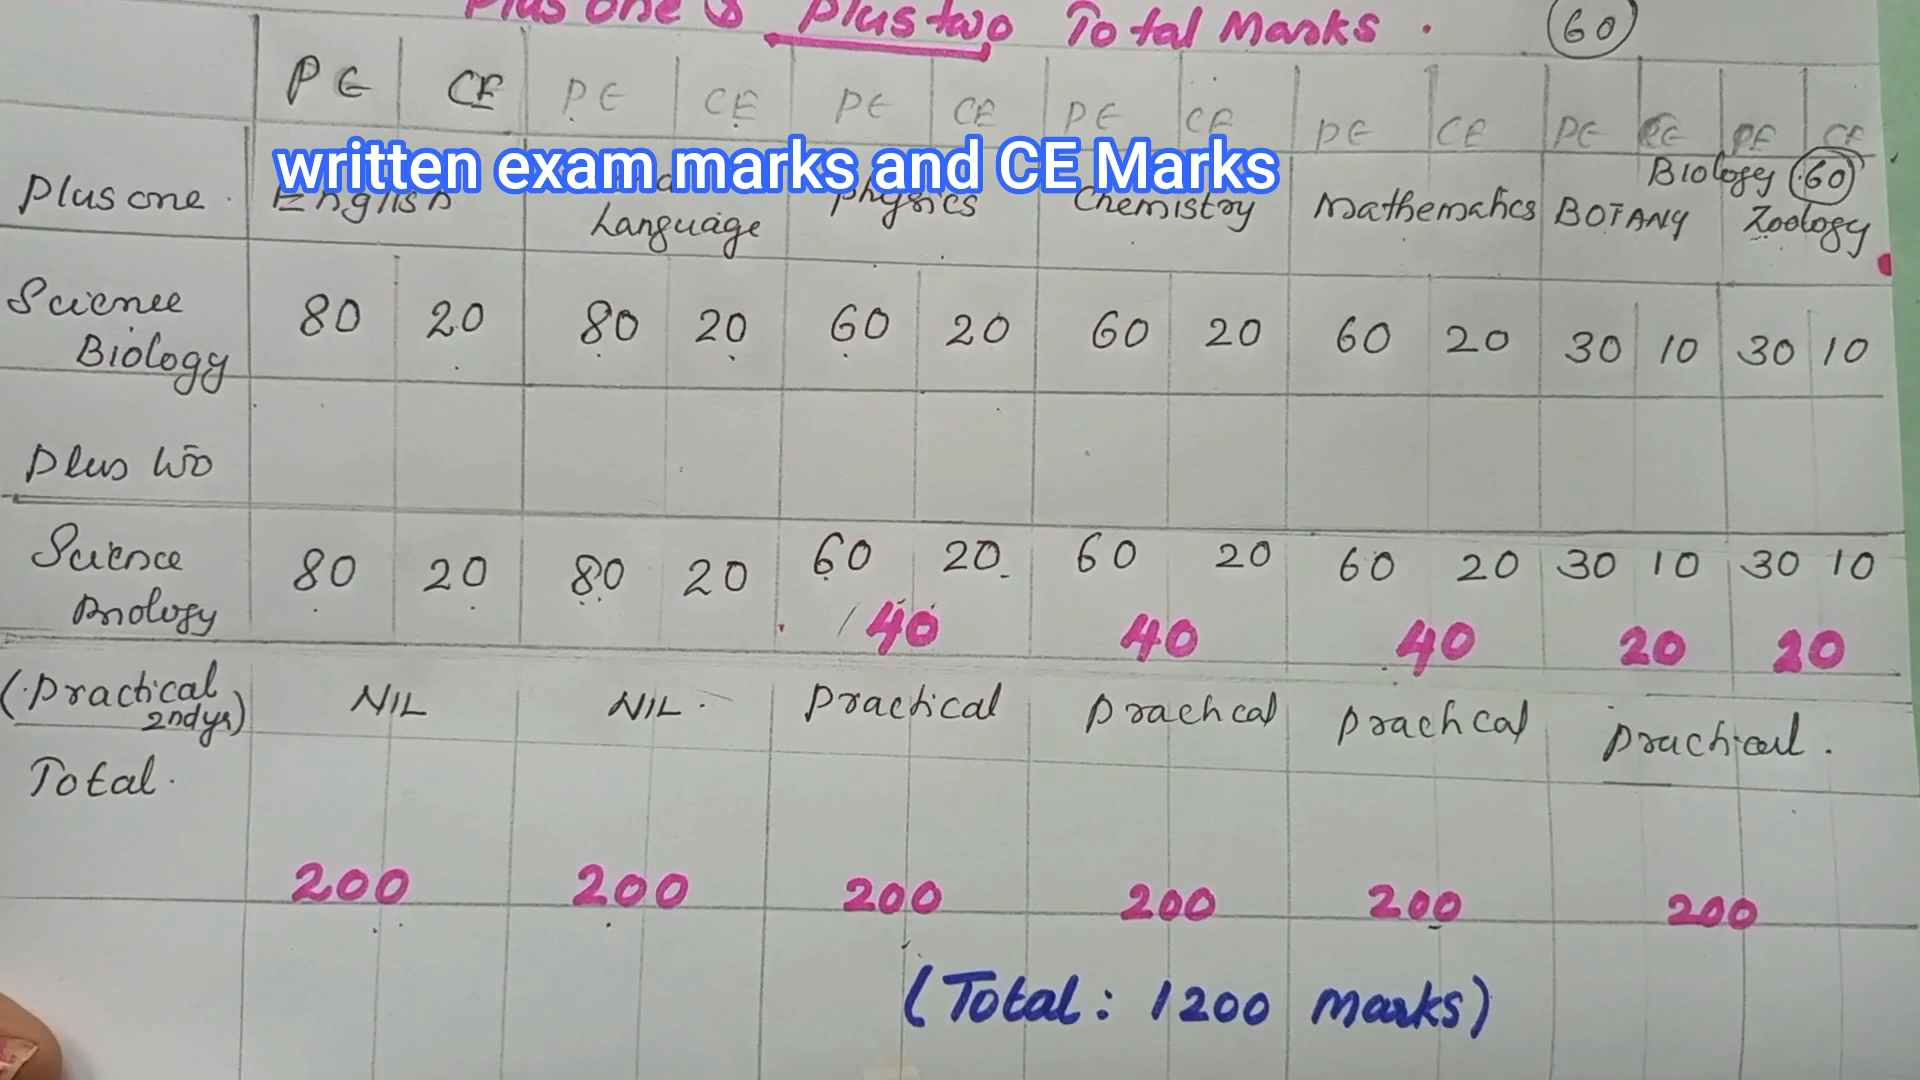 Plus one & Plus two Total Marks. 60
PE CE PE CE PE CE PE CE PE CE PE CE PE CE
written exam marks and CE Marks
Biology 60
Plus one. English Language Physics Chemistry Mathematics BOTANY Zoology
Science Biology 80 20 80 20 60 20 60 20 60 20 30 10 30 10
Plus two
Science Biology 80 20 80 20 60 20 60 20 60 20 30 10 30 10
40 40 40 20 20
(Practical 2nd yr) NIL NIL. Practical Practical Practical Practical.
Total.
200 200 200 200 200 200
(Total: 1200 marks)